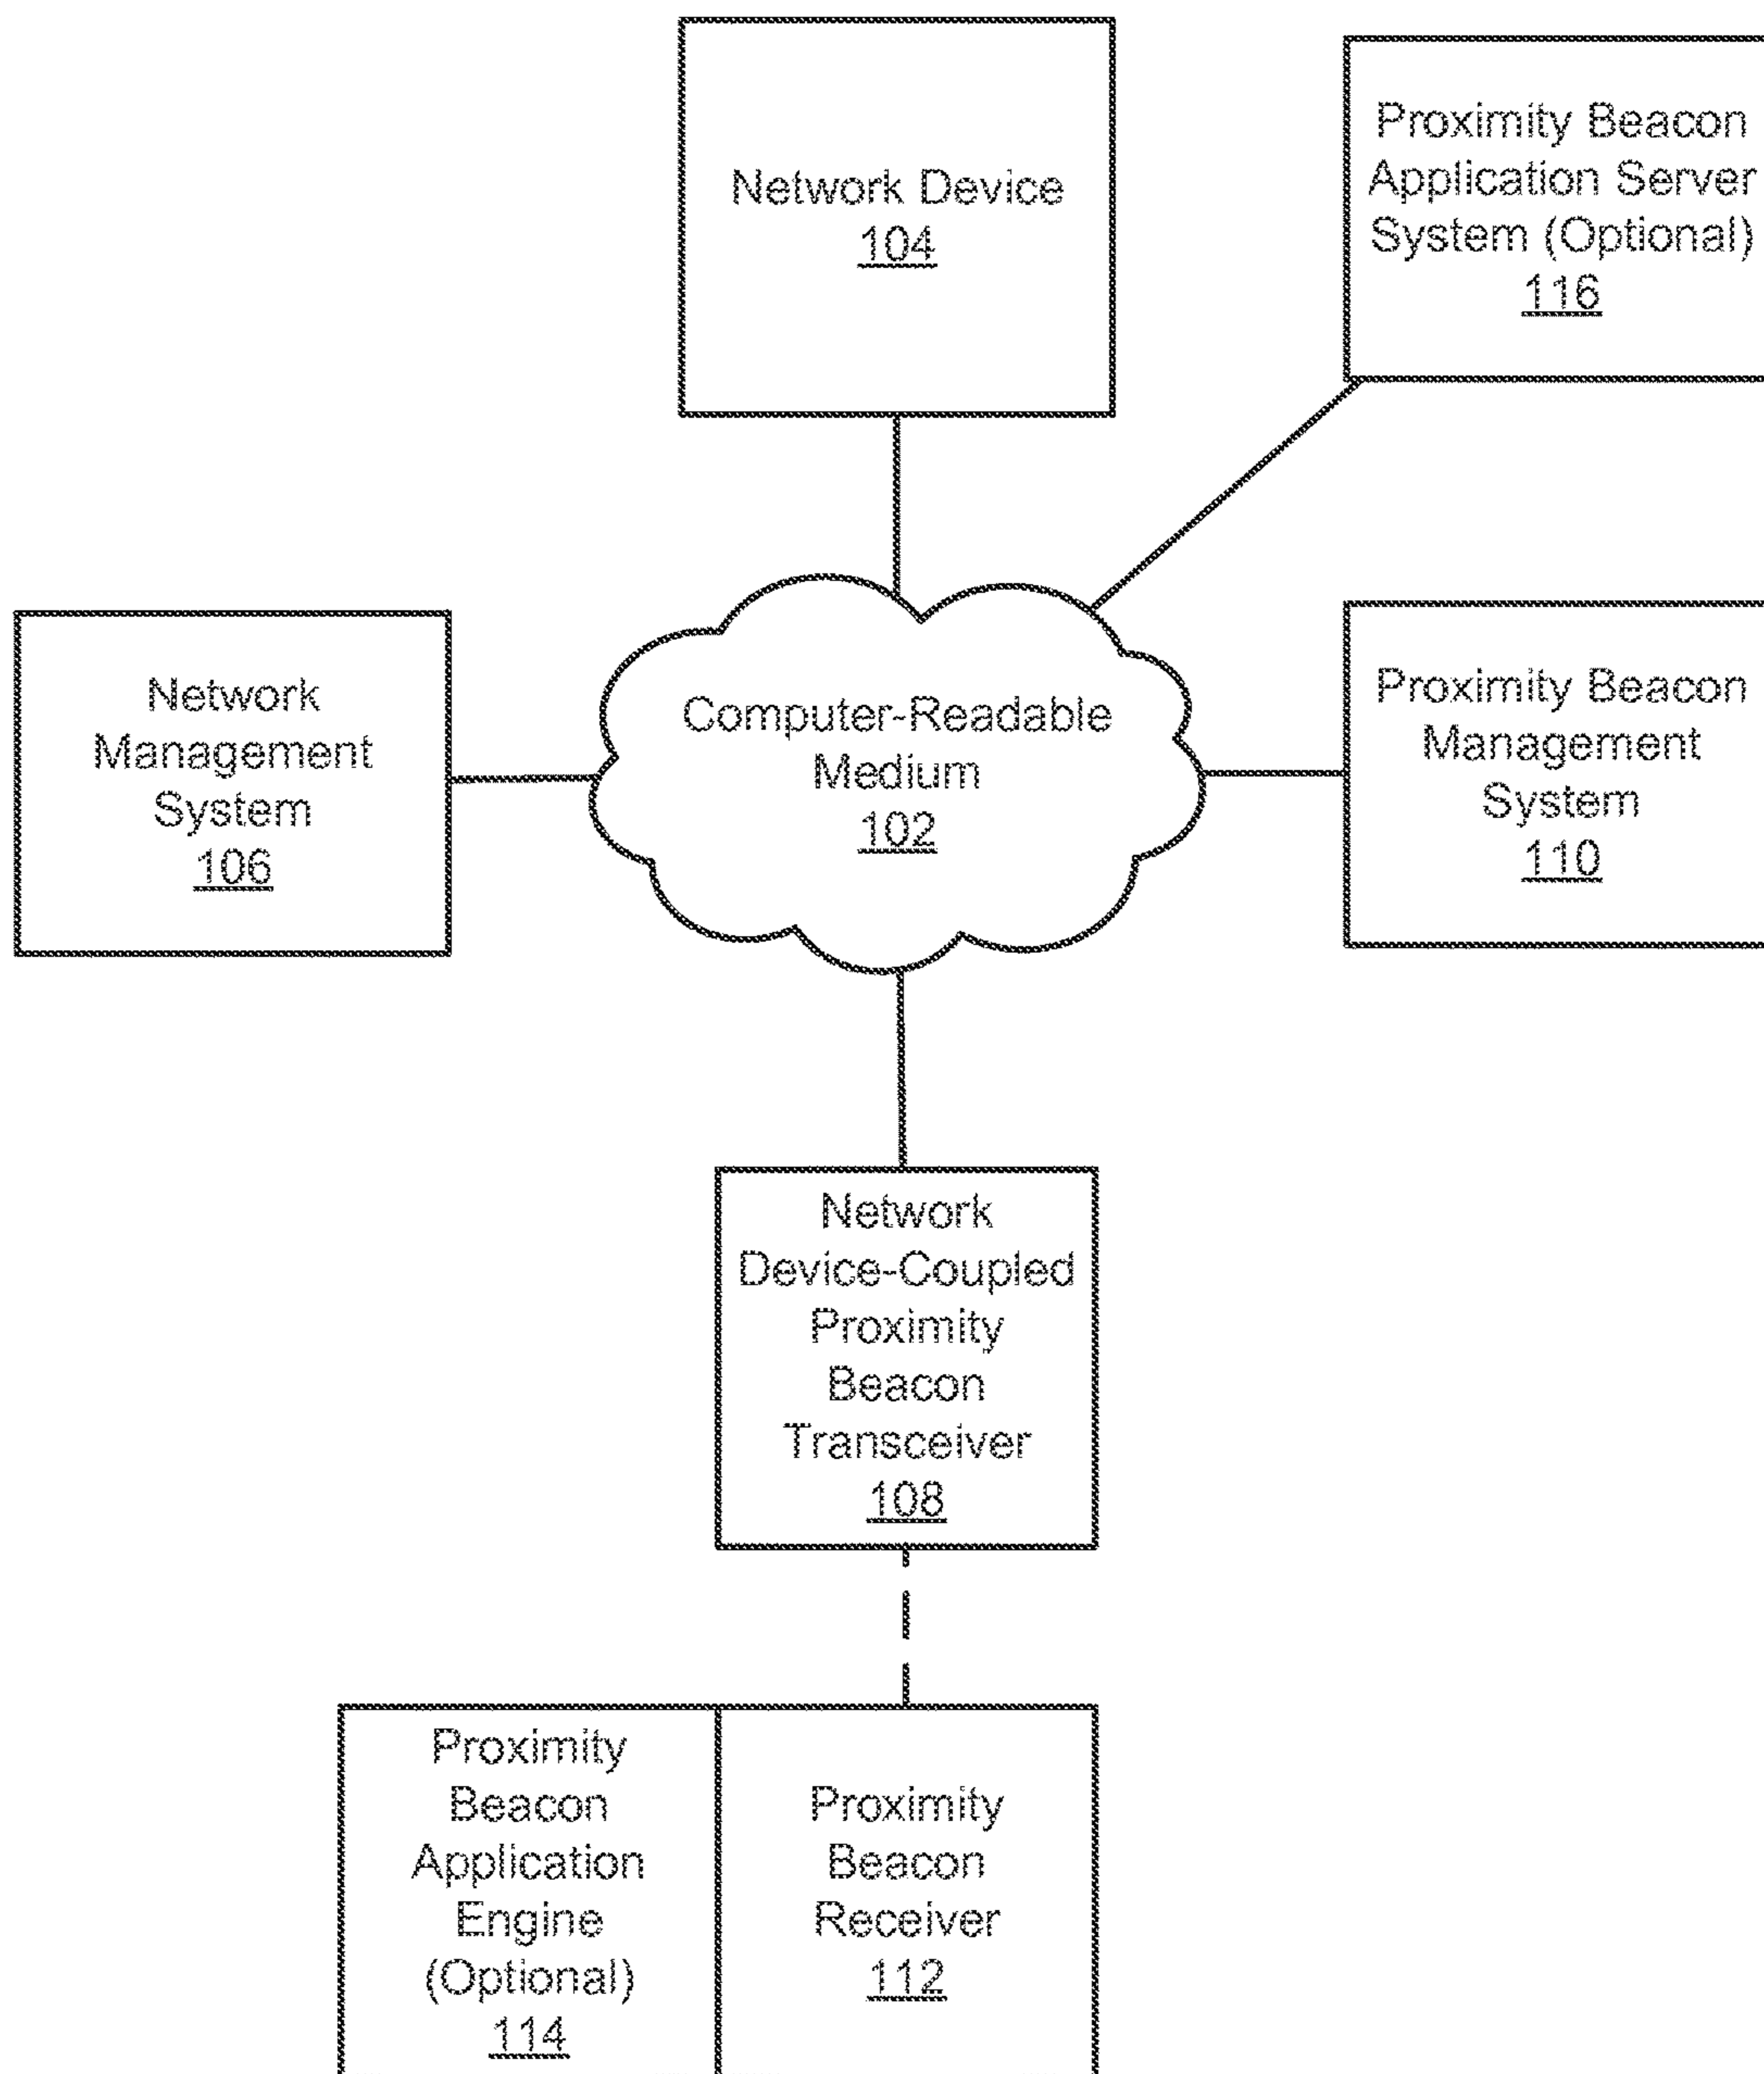 Network Device
104
Proximity Beacon
Application Server
System (Optional)
116
Network
Management
System
106
Computer-Readable
Medium
102
Proximity Beacon
Management
System
110
Network
Device-Coupled
Proximity
Beacon
Transceiver
108
Proximity
Beacon
Application
Engine
(Optional)
114
Proximity
Beacon
Receiver
112